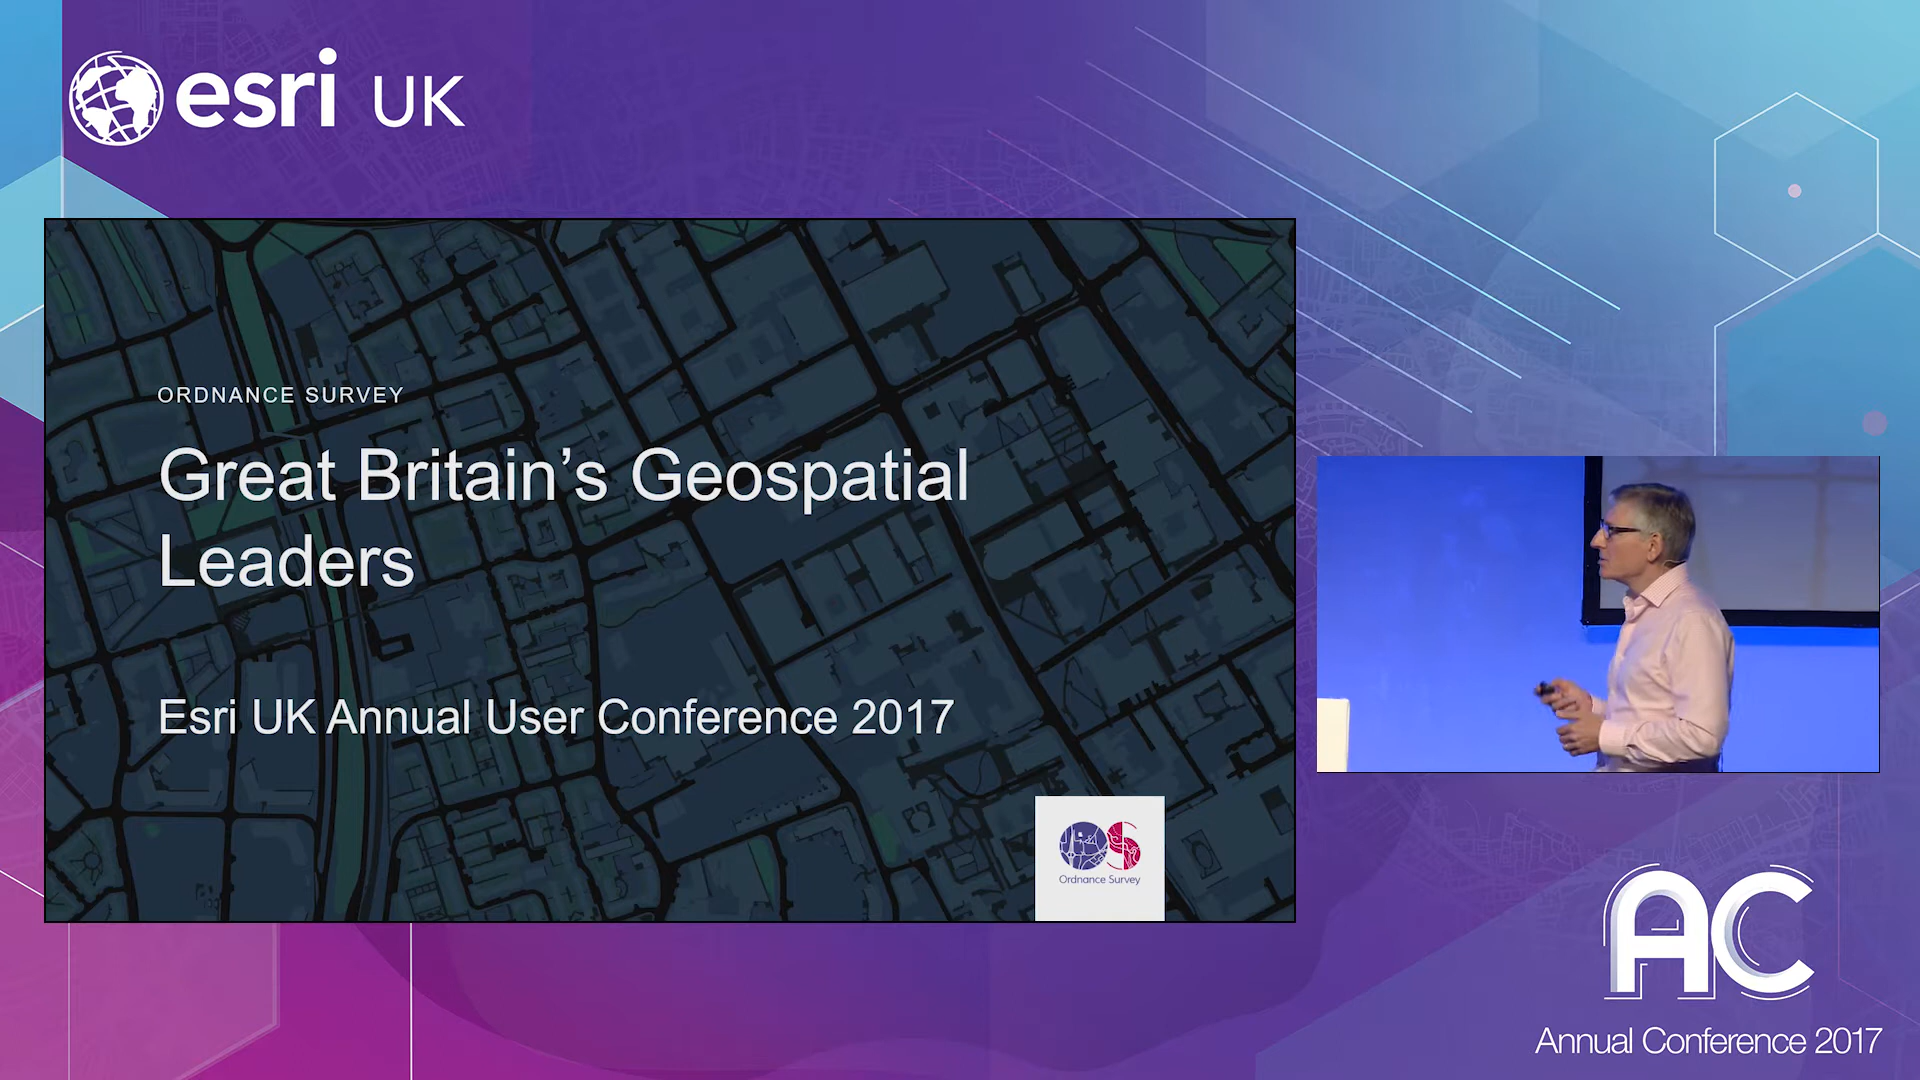 esri UK
ORDNANCE SURVEY
Great Britain’s Geospatial
Leaders
Esri UK Annual User Conference 2017
OS
Ordnance Survey
AC
Annual Conference 2017